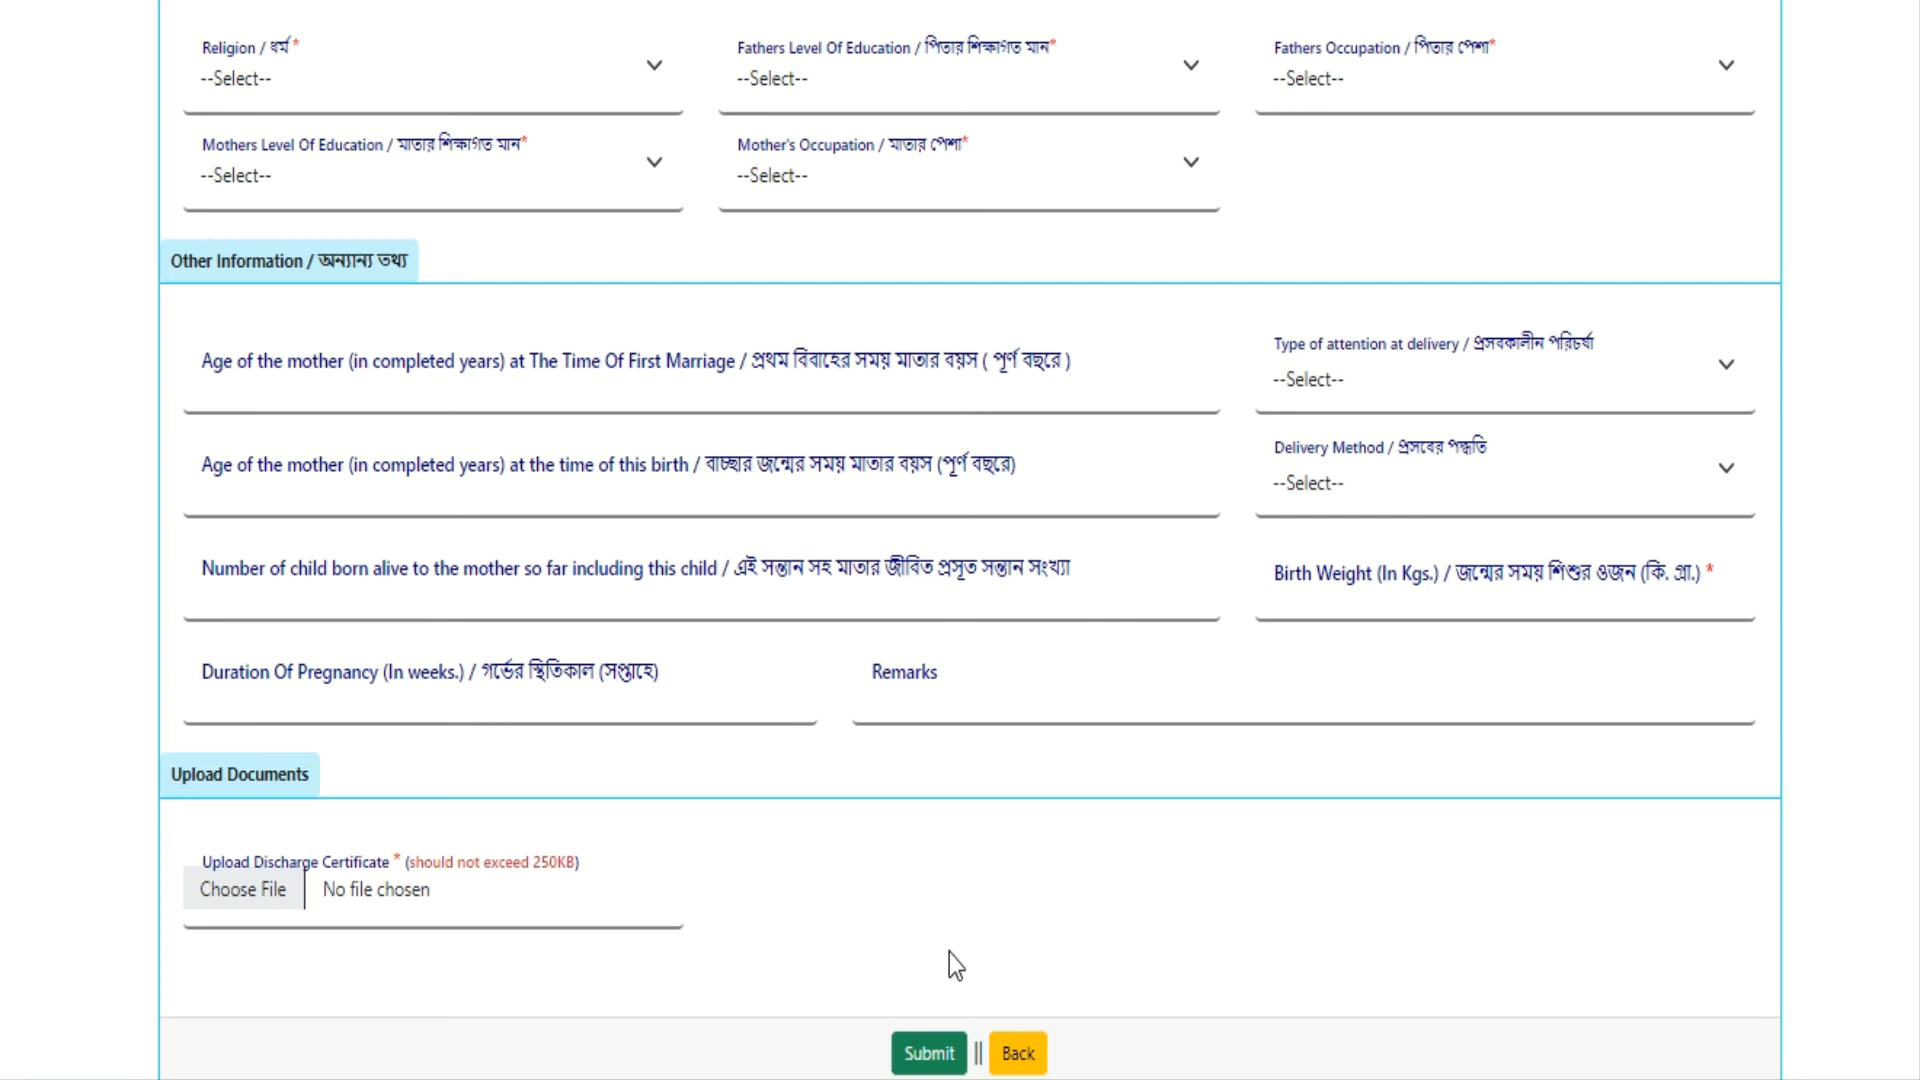 Religion / ধর্ম *
--Select--
Fathers Level Of Education / পিতার শিক্ষাগত মান*
--Select--
Fathers Occupation / পিতার পেশা*
--Select--
Mothers Level Of Education / মাতার শিক্ষাগত মান*
--Select--
Mother's Occupation / মাতার পেশা*
--Select--
Other Information / অন্যান্য তথ্য
Age of the mother (in completed years) at The Time Of First Marriage / প্রথম বিবাহের সময় মাতার বয়স ( পূর্ণ বছরে )
Type of attention at delivery / প্রসবকালীন পরিচর্যা
--Select--
Age of the mother (in completed years) at the time of this birth / বাচ্ছার জন্মের সময় মাতার বয়স (পূর্ণ বছরে)
Delivery Method / প্রসবের পদ্ধতি
--Select--
Number of child born alive to the mother so far including this child / এই সন্তান সহ মাতার জীবিত প্রসূত সন্তান সংখ্যা
Birth Weight (In Kgs.) / জন্মের সময় শিশুর ওজন (কি. গ্রা.) *
Duration Of Pregnancy (In weeks.) / গর্ভের স্থিতিকাল (সপ্তাহে)
Remarks
Upload Documents
Upload Discharge Certificate * (should not exceed 250KB)
Choose File No file chosen
Submit || Back